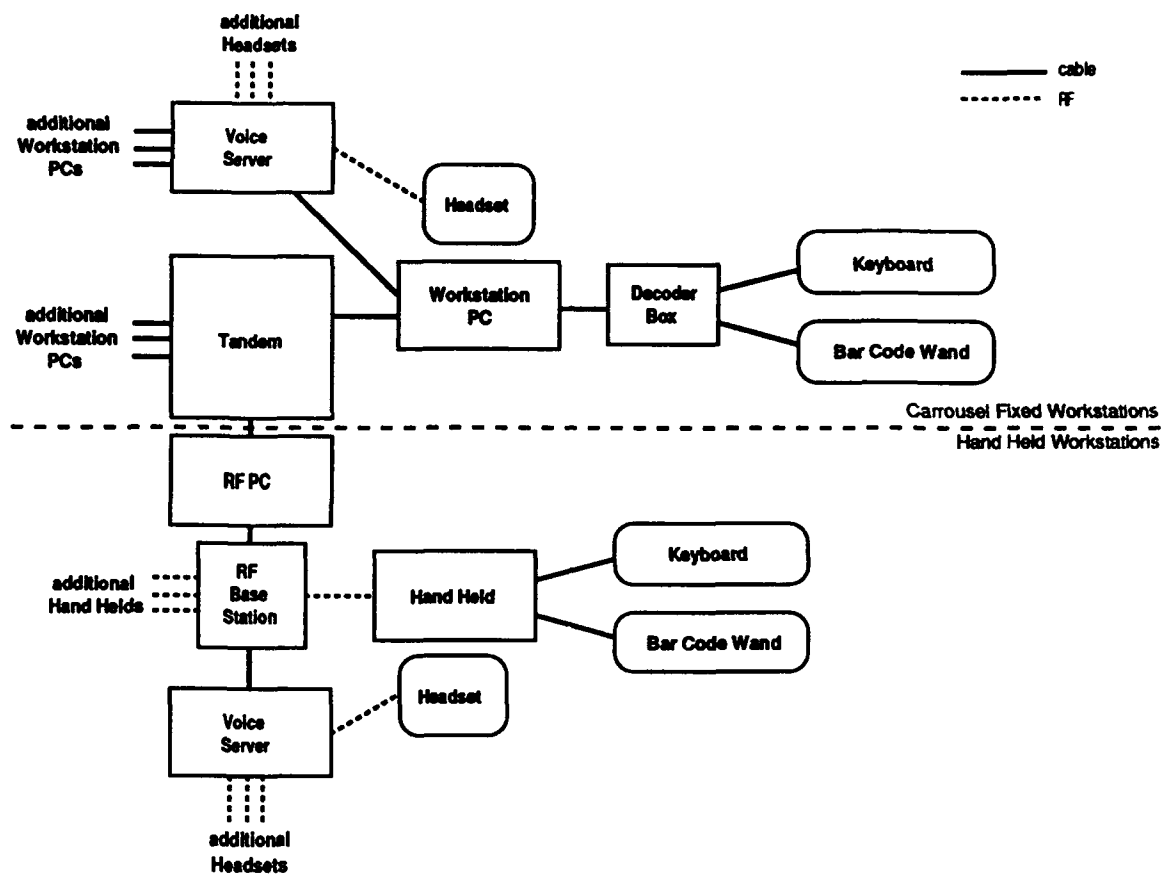 additional
Headsets
cable
RF
additional
Workstation
PCs
Voice
Server
Headset
Keyboard
Workstation
PC
Decoder
Box
additional
Workstation
PCs
Tandem
Bar Code Wand
Carrousel Fixed Workstations
Hand Held Workstations
RF PC
Keyboard
additional
Hand Helds
RF
Base
Station
Hand Held
Bar Code Wand
Headset
Voice
Server
additional
Headsets